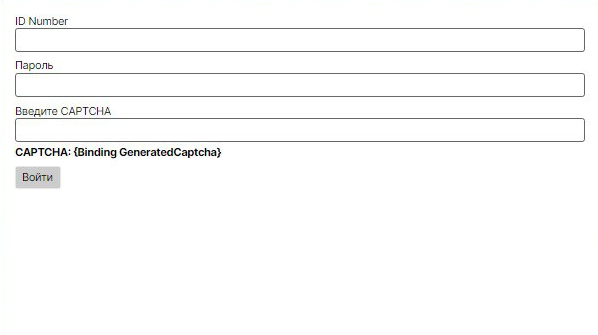 ID Number
Пароль
Введите CAPTCHA
CAPTCHA: {Binding GeneratedCaptcha}
Войти